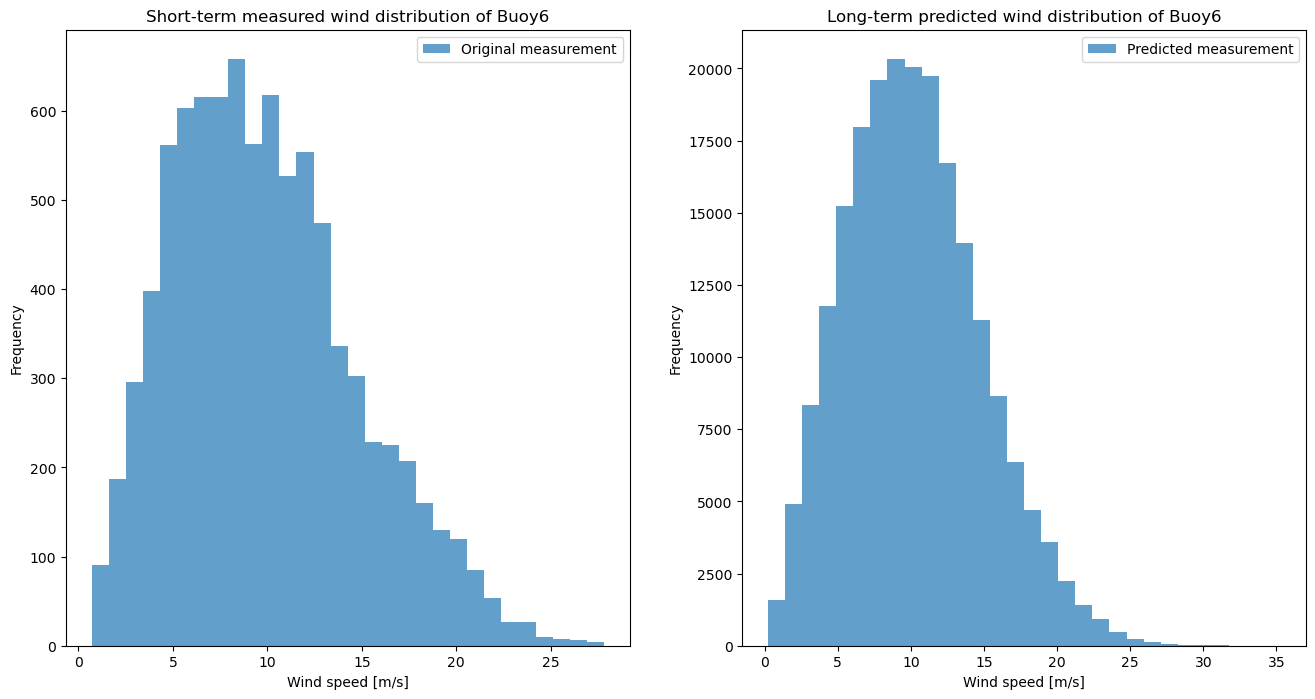 Short-term measured wind distribution of Buoy6
Original measurement
Frequency
600
500
400
300
200
100
0
0 5 10 15 20 25
Wind speed [m/s]
Long-term predicted wind distribution of Buoy6
Predicted measurement
Frequency
20000
17500
15000
12500
10000
7500
5000
2500
0
0 5 10 15 20 25 30 35
Wind speed [m/s]